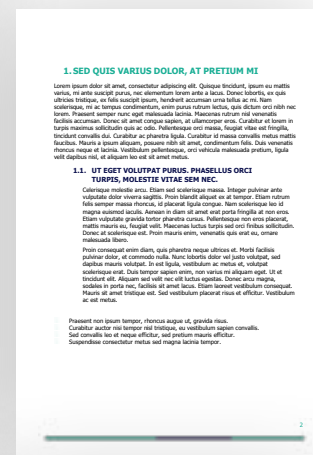 1. SED QUIS VARIUS DOLOR, AT PRETIUM MI
Lorem ipsum dolor sit amet, consectetur adipiscing elit. Quisque tincidunt, ipsum eu mattis
varius, mi ante suscipit purus, nec elementum lorem ante a lacus. Donec lobortis, ex quis
ultricies tristique, ex felis suscipit ipsum, hendrerit accumsan urna tellus ac mi. Nam
scelerisque, mi ac tempus condimentum, enim purus rutrum lectus, quis dictum orci nibh nec
lorem. Praesent semper nunc eget malesuada lacinia. Maecenas rutrum nisl venenatis
facilisis accumsan. Donec sit amet congue sapien, at ullamcorper eros. Curabitur et lorem in
turpis maximus sollicitudin quis ac odio. Pellentesque orci massa, feugiat vitae est fringilla,
tincidunt convallis dui. Curabitur ac pharetra ligula. Curabitur id massa convallis metus mattis
faucibus. Mauris a ipsum aliquam, posuere nibh sit amet, condimentum felis. Duis venenatis
rhoncus neque et lacinia. Vestibulum pellentesque, orci vehicula malesuada pretium, ligula
velit dapibus nisl, et aliquam leo est sit amet metus.
1.1. UT EGET VOLUTPAT PURUS. PHASELLUS ORCI
TURPIS, MOLESTIE VITAE SEM NEC.
Celerisque molestie arcu. Etiam sed scelerisque massa. Integer pulvinar ante
vulputate dolor viverra sagittis. Proin blandit aliquet ex at tempor. Etiam rutrum
felis semper massa rhoncus, id placerat ligula congue. Nam scelerisque leo id
magna euismod iaculis. Aenean in diam sit amet erat porta fringilla at non eros.
Etiam vulputate gravida tortor pharetra cursus. Pellentesque non eros placerat,
mattis mauris eu, feugiat velit. Maecenas luctus turpis sed orci finibus sollicitudin.
Donec at scelerisque est. Proin mauris enim, venenatis quis erat eu, ornare
malesuada libero.
Proin consequat enim diam, quis pharetra neque ultrices et. Morbi facilisis
pulvinar dolor, et commodo nulla. Nunc lobortis dolor vel justo volutpat, sed
dapibus mauris volutpat. In est ligula, vestibulum ac metus et, volutpat
scelerisque erat. Duis tempor sapien enim, non varius mi aliquam eget. Ut et
tincidunt elit. Aliquam sed velit nec elit luctus egestas. Donec arcu magna,
sodales in porta nec, facilisis sit amet lacus. Etiam laoreet vestibulum consequat.
Mauris sit amet tristique est. Sed vestibulum placerat risus et efficitur. Vestibulum
ac est metus.
Praesent non ipsum tempor, rhoncus augue ut, gravida risus.
Curabitur auctor nisi tempor nisl tristique, eu vestibulum sapien convallis.
Sed convallis leo et neque efficitur, sed pretium mauris efficitur.
Suspendisse consectetur metus sed magna lacinia tempor.
2